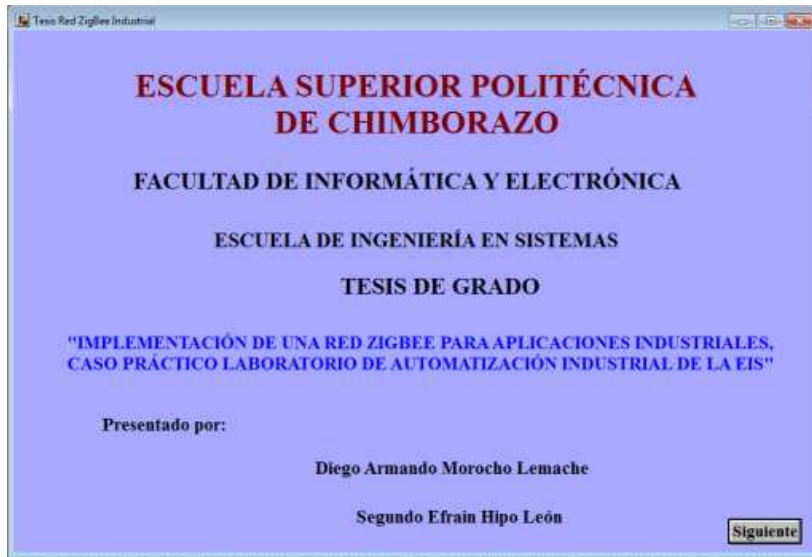 Tesis Red ZigBee Industrial
ESCUELA SUPERIOR POLITÉCNICA
DE CHIMBORAZO
FACULTAD DE INFORMÁTICA Y ELECTRÓNICA
ESCUELA DE INGENIERÍA EN SISTEMAS
TESIS DE GRADO
"IMPLEMENTACIÓN DE UNA RED ZIGBEE PARA APLICACIONES INDUSTRIALES,
CASO PRÁCTICO LABORATORIO DE AUTOMATIZACIÓN INDUSTRIAL DE LA EIS"
Presentado por:
Diego Armando Morocho Lemache
Segundo Efrain Hipo León
Siguiente